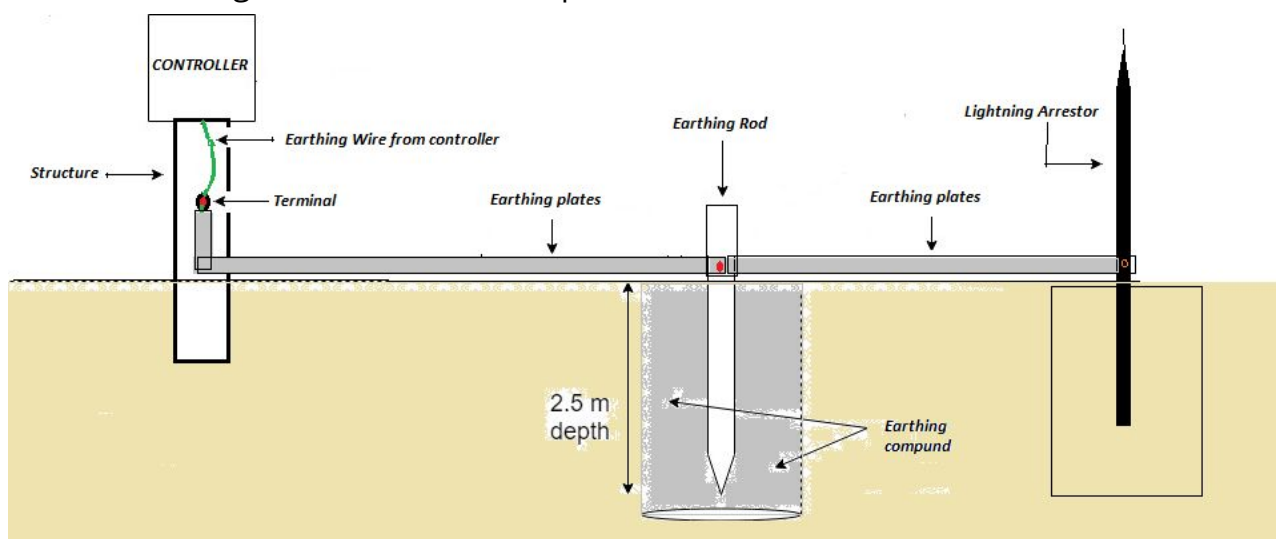 CONTROLLER
Earthing Wire from controller
Structure
Terminal
Earthing plates
Earthing Rod
Earthing plates
Lightning Arrestor
2.5 m
depth
Earthing
compund